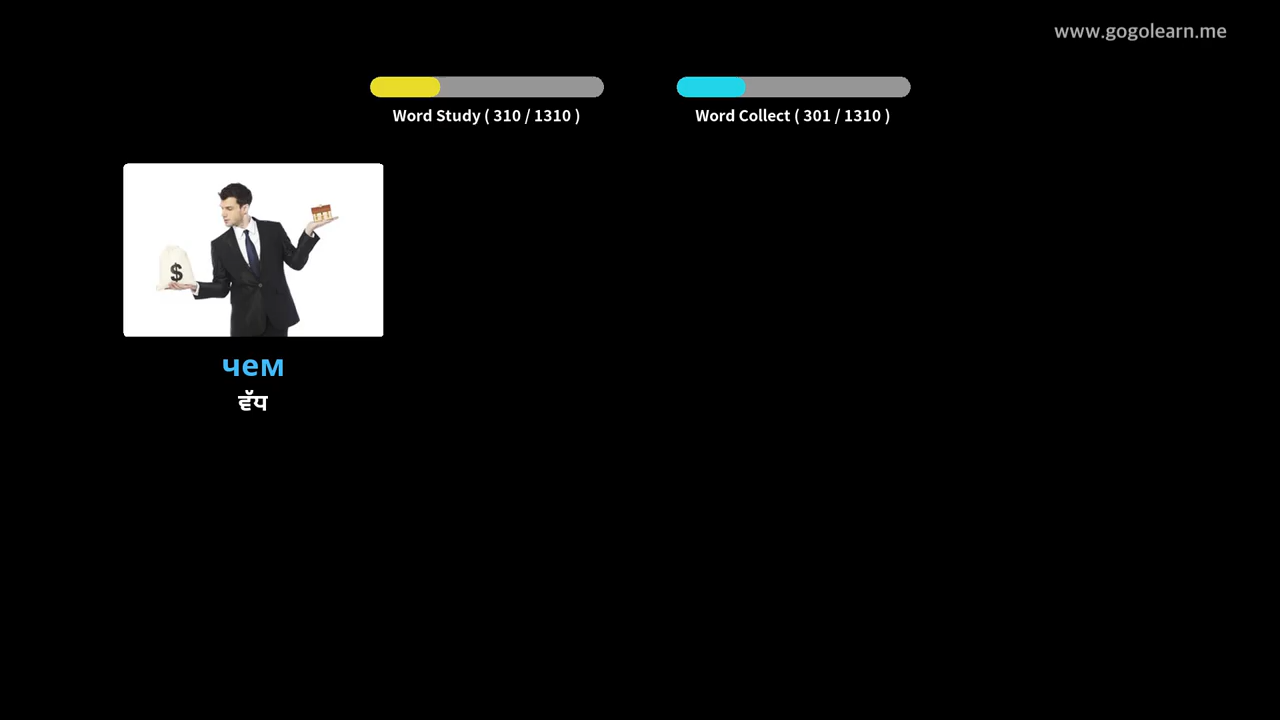 www.gogolearn.me
Word Study ( 310 / 1310 )
Word Collect ( 301 / 1310 )
$
чем
ਵੱਧ